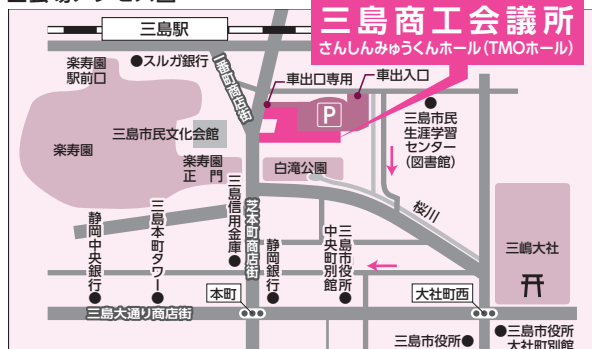 三島駅
三島商工会議所
さんしんみゅうくんホール(TMOホール)
楽寿園
駅前口
●スルガ銀行
一番町商店街
車出口専用
車出入口
P
三島市民
生涯学習
センター
(図書館)
三島市民文化会館
楽寿園
楽寿園
正門
白滝公園
桜川
三島信用金庫
芝本町商店街
静岡中央銀行
三島本町タワー
静岡銀行
三島市役所
中央町別館
三嶋大社
本町
大社町西
三島大通り商店街
三島市役所●
●三島市役所
大社町別館